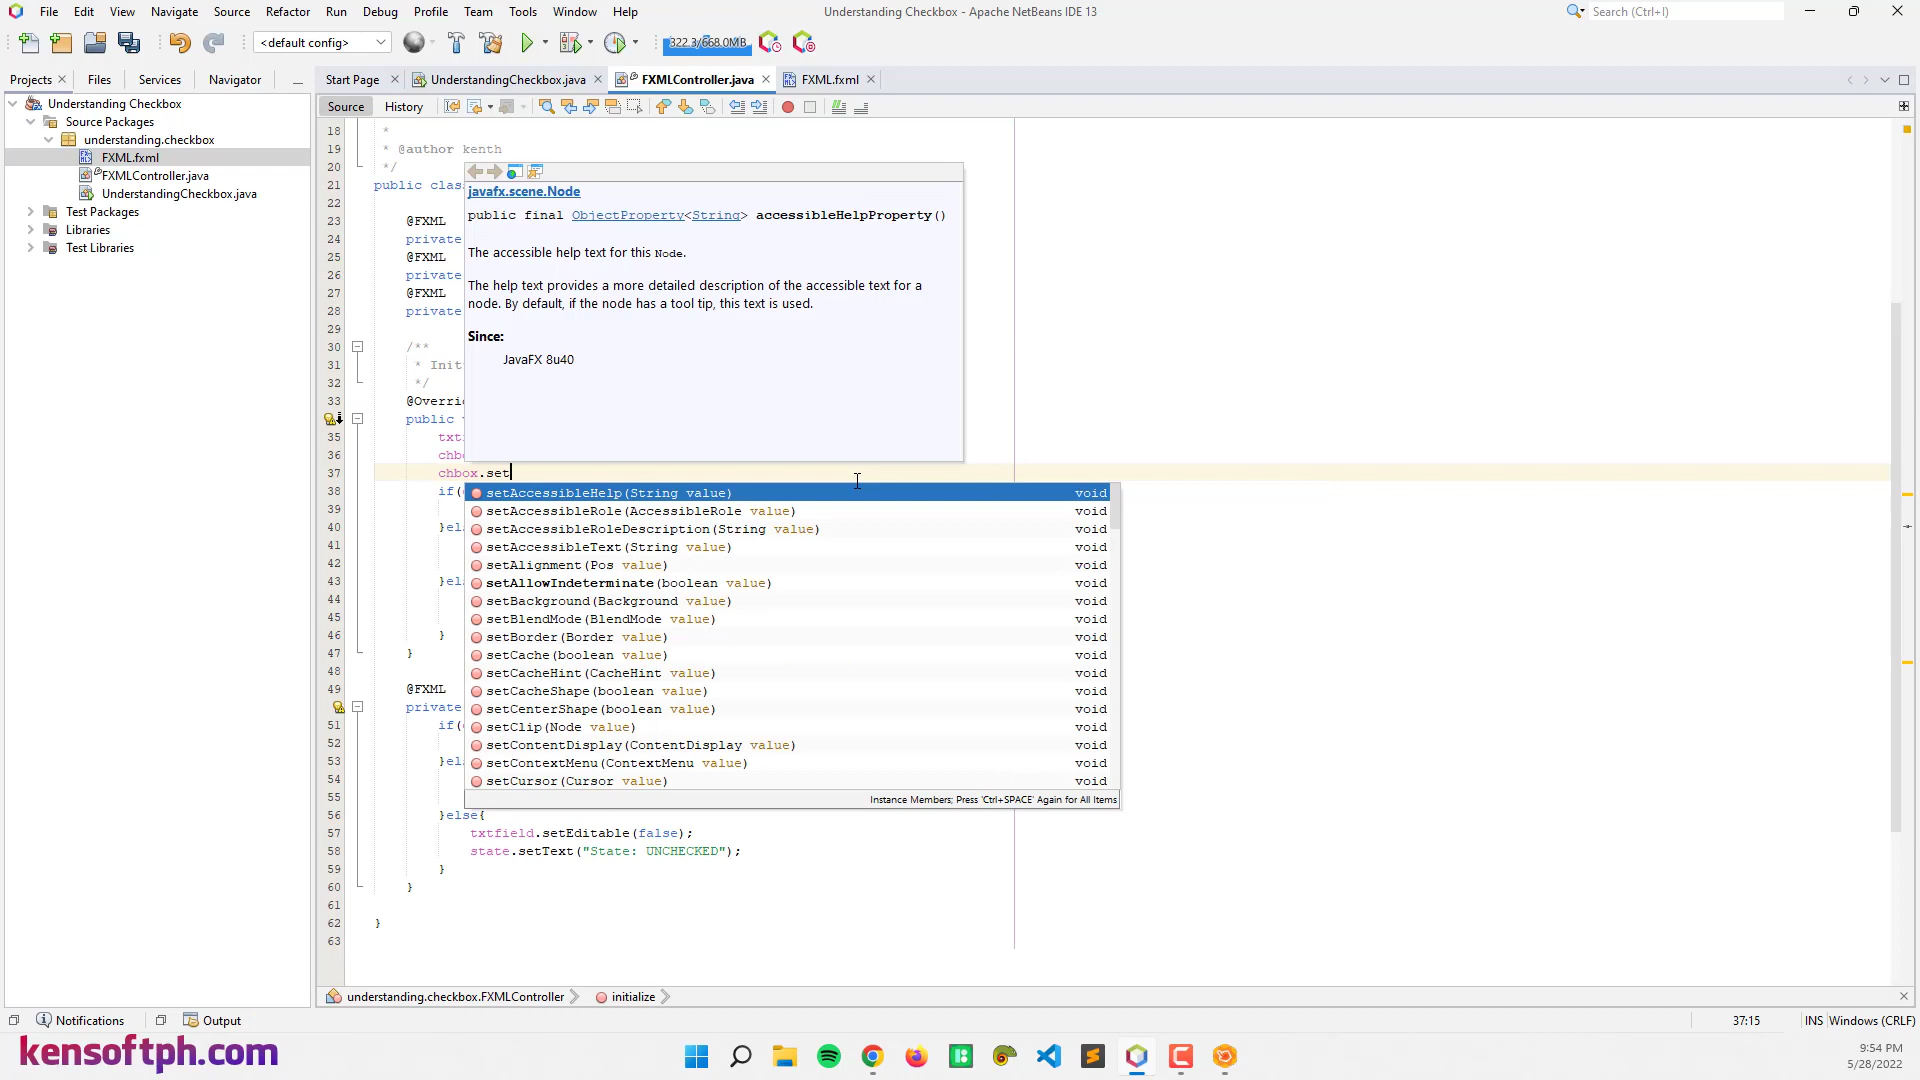 File Edit View Navigate Source Refactor Run Debug Profile Team Tools Window Help
Understanding Checkbox - Apache NetBeans IDE 13
Search (Ctrl+I)
<default config>
322.3/668.0MB
Projects Files Services Navigator
Start Page UnderstandingCheckbox.java FXMLController.java FXML.fxml
Source History
Understanding Checkbox
Source Packages
understanding.checkbox
FXML.fxml
FXMLController.java
UnderstandingCheckbox.java
Test Packages
Libraries
Test Libraries
18 *
19 * @author kenth
20 */
21 public clas
22
23 @FXML
24 private
25 @FXML
26 private
27 @FXML
28 private
29
30 /**
31 * Init
32 */
33 @Overri
public
35 txt
36 chb
37 chbox.set
38 if(
39
40 }els
41
42
43 }els
44
45
46 }
47 }
48
49 @FXML
private
51 if(
52
53 }els
54
55
56 }else{
57 txtfield.setEditable(false);
58 state.setText("State: UNCHECKED");
59 }
60 }
61
62 }
63
javafx.scene.Node
public final ObjectProperty<String> accessibleHelpProperty()
The accessible help text for this Node.
The help text provides a more detailed description of the accessible text for a
node. By default, if the node has a tool tip, this text is used.
Since:
JavaFX 8u40
setAccessibleHelp(String value) void
setAccessibleRole(AccessibleRole value) void
setAccessibleRoleDescription(String value) void
setAccessibleText(String value) void
setAlignment(Pos value) void
setAllowIndeterminate(boolean value) void
setBackground(Background value) void
setBlendMode(BlendMode value) void
setBorder(Border value) void
setCache(boolean value) void
setCacheHint(CacheHint value) void
setCacheShape(boolean value) void
setCenterShape(boolean value) void
setClip(Node value) void
setContentDisplay(ContentDisplay value) void
setContextMenu(ContextMenu value) void
setCursor(Cursor value) void
Instance Members; Press 'Ctrl+SPACE' Again for All Items
understanding.checkbox.FXMLController initialize
Notifications Output
37:15 INS Windows (CRLF)
kensoftph.com
9:54 PM
5/28/2022